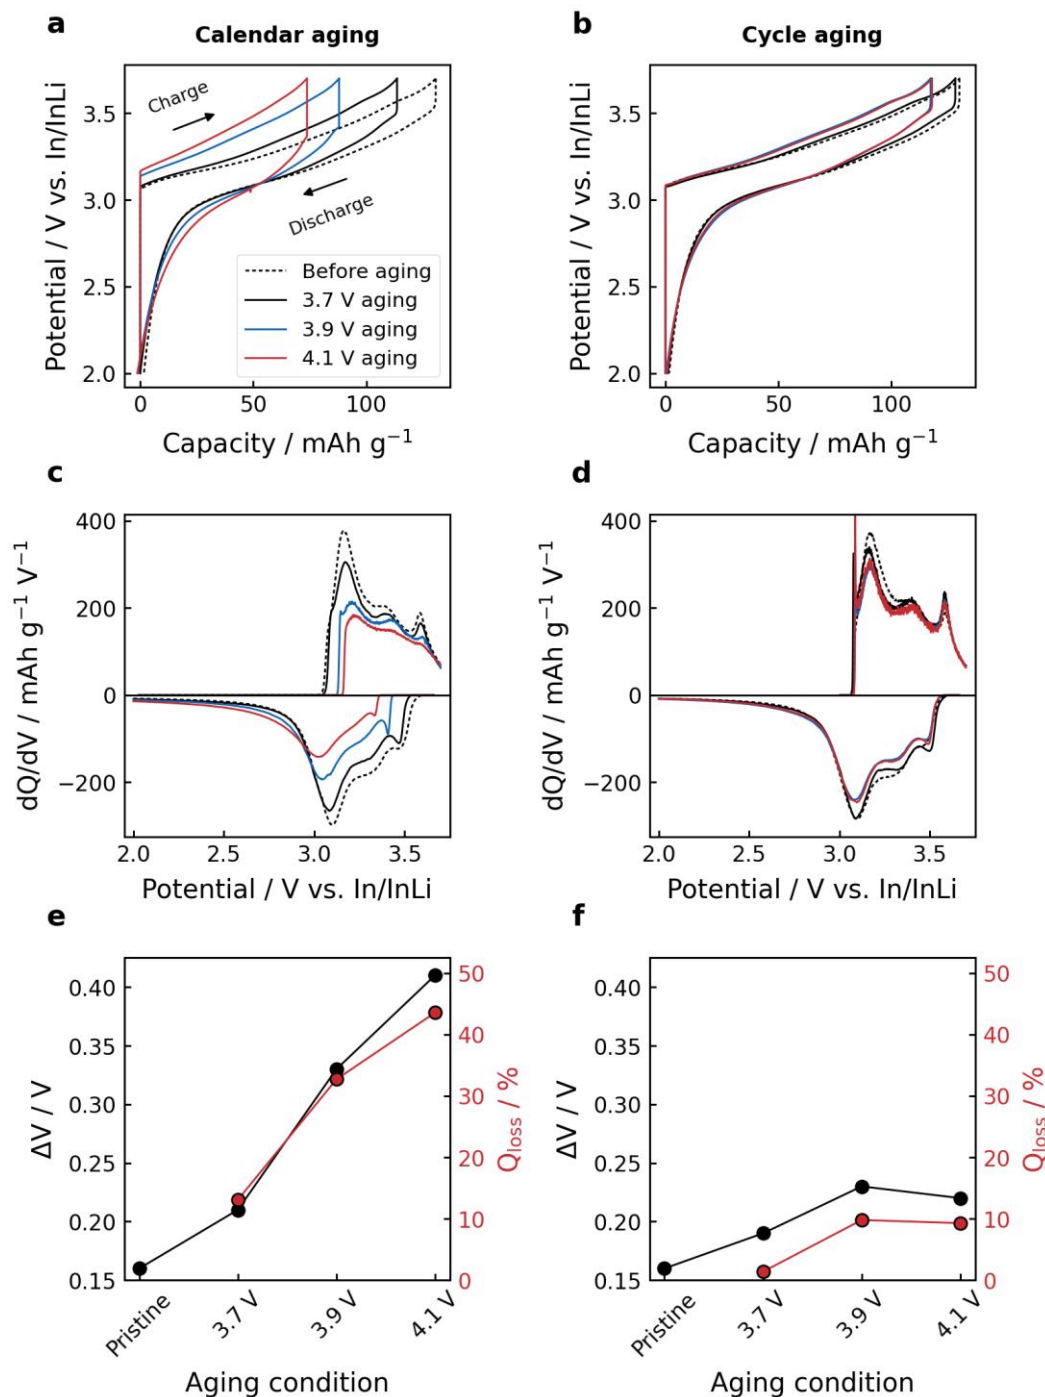 a
Calendar aging
Potential / V vs. In/InLi
3.5
3.0
2.5
2.0
Charge
Discharge
Before aging
3.7 V aging
3.9 V aging
4.1 V aging
0
50
100
Capacity / mAh g⁻¹
b
Cycle aging
Potential / V vs. In/InLi
3.5
3.0
2.5
2.0
0
50
100
Capacity / mAh g⁻¹
c
dQ/dV / mAh g⁻¹ V⁻¹
400
200
0
−200
2.0
2.5
3.0
3.5
Potential / V vs. In/InLi
d
dQ/dV / mAh g⁻¹ V⁻¹
400
200
0
−200
2.0
2.5
3.0
3.5
Potential / V vs. In/InLi
e
ΔV / V
0.40
0.35
0.30
0.25
0.20
0.15
50
40
30
20
10
0
Qloss / %
Pristine
3.7 V
3.9 V
4.1 V
Aging condition
f
ΔV / V
0.40
0.35
0.30
0.25
0.20
0.15
50
40
30
20
10
0
Qloss / %
Pristine
3.7 V
3.9 V
4.1 V
Aging condition